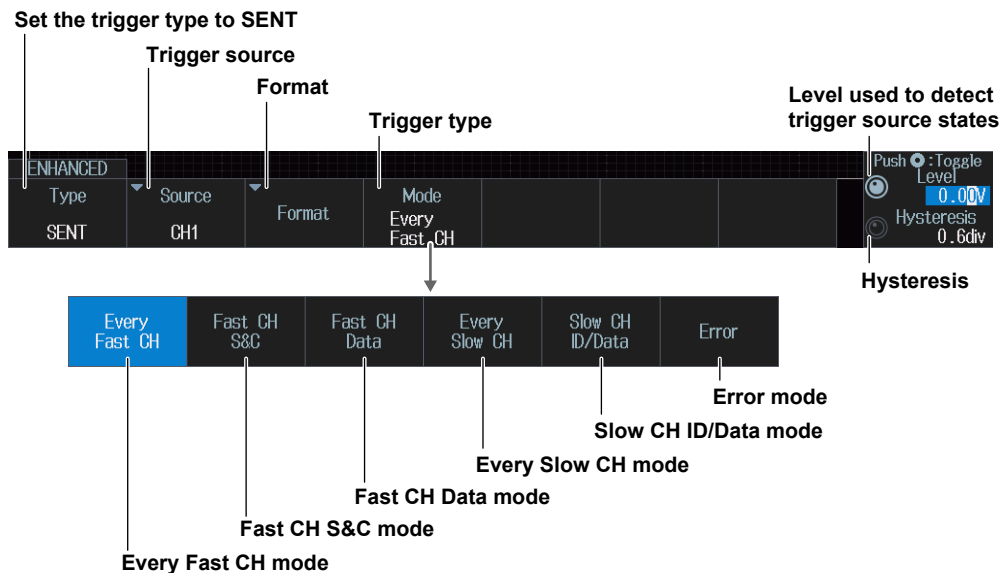 Set the trigger type to SENT
Trigger source
Format
Trigger type
Level used to detect
trigger source states
ENHANCED
Type
SENT
Source
CH1
Format
Mode
Every
Fast CH
Push :Toggle
Level
0.00V
Hysteresis
0.6div
Hysteresis
Every
Fast CH
Fast CH
S&C
Fast CH
Data
Every
Slow CH
Slow CH
ID/Data
Error
Error mode
Slow CH ID/Data mode
Every Slow CH mode
Fast CH Data mode
Fast CH S&C mode
Every Fast CH mode